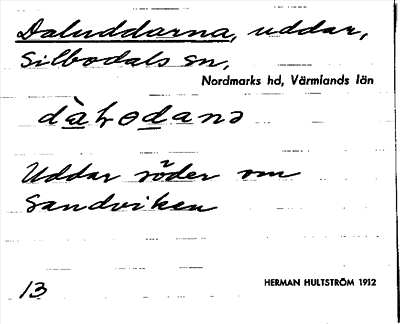 Daluddarna, uddar,
Silbodals sn,
Nordmarks hd, Värmlands län
Uddar söder om
Sandviken
13
HERMAN HULTSTRÖM 1912